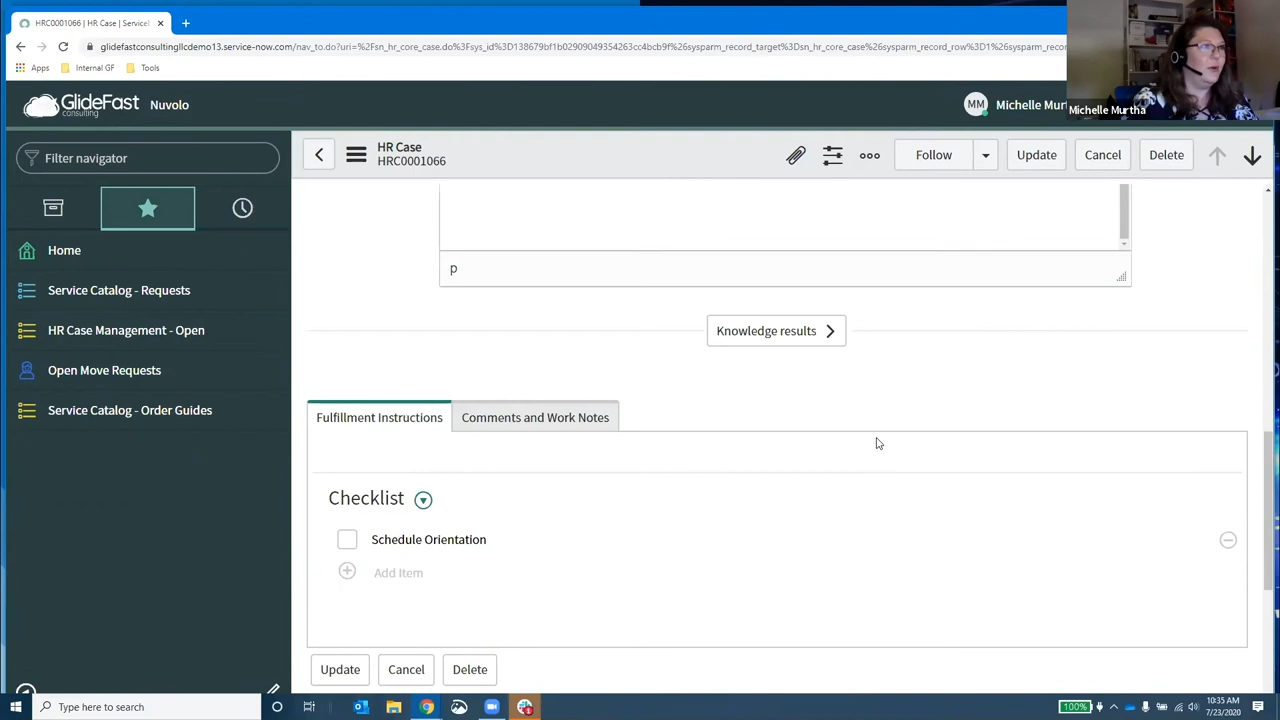 HRC0001066 | HR Case | Service
glidefastconsultingllcdemo13.service-now.com/nav_to.do?uri=%2Fsn_hr_core_case.do%3Fsys_id%3D138679bf1b02909049354263cc4bcb9f%26sysparm_record_target%3Dsn_hr_core_case%26sysparm_record_row%3D1%26sysparm_reco
Apps
Internal GF
Tools
Michelle Murtha
GlideFast
consulting
Nuvolo
MM
Michelle Murt
Filter navigator
HR Case
HRC0001066
Follow
Update
Cancel
Delete
Home
Service Catalog - Requests
HR Case Management - Open
Open Move Requests
Service Catalog - Order Guides
p
Knowledge results
Fulfillment Instructions
Comments and Work Notes
Checklist
Schedule Orientation
Add Item
Update
Cancel
Delete
Type here to search
100%
10:35 AM
7/23/2020